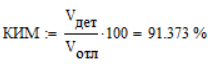 КИМ := V_дет / V_отл · 100 = 91.373 %